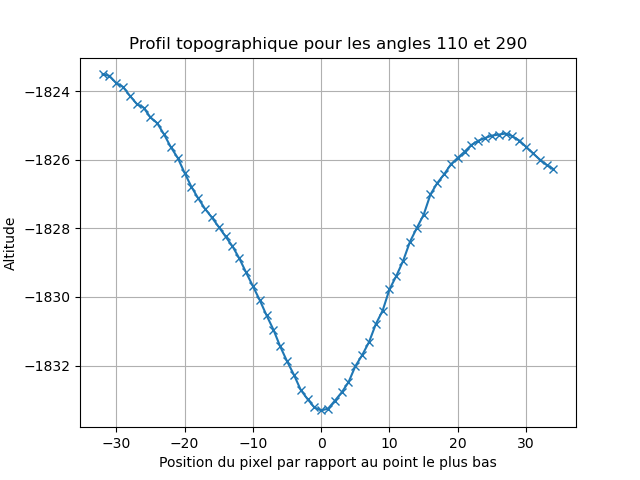 Profil topographique pour les angles 110 et 290
Altitude
−1824
−1826
−1828
−1830
−1832
−30 −20 −10 0 10 20 30
Position du pixel par rapport au point le plus bas